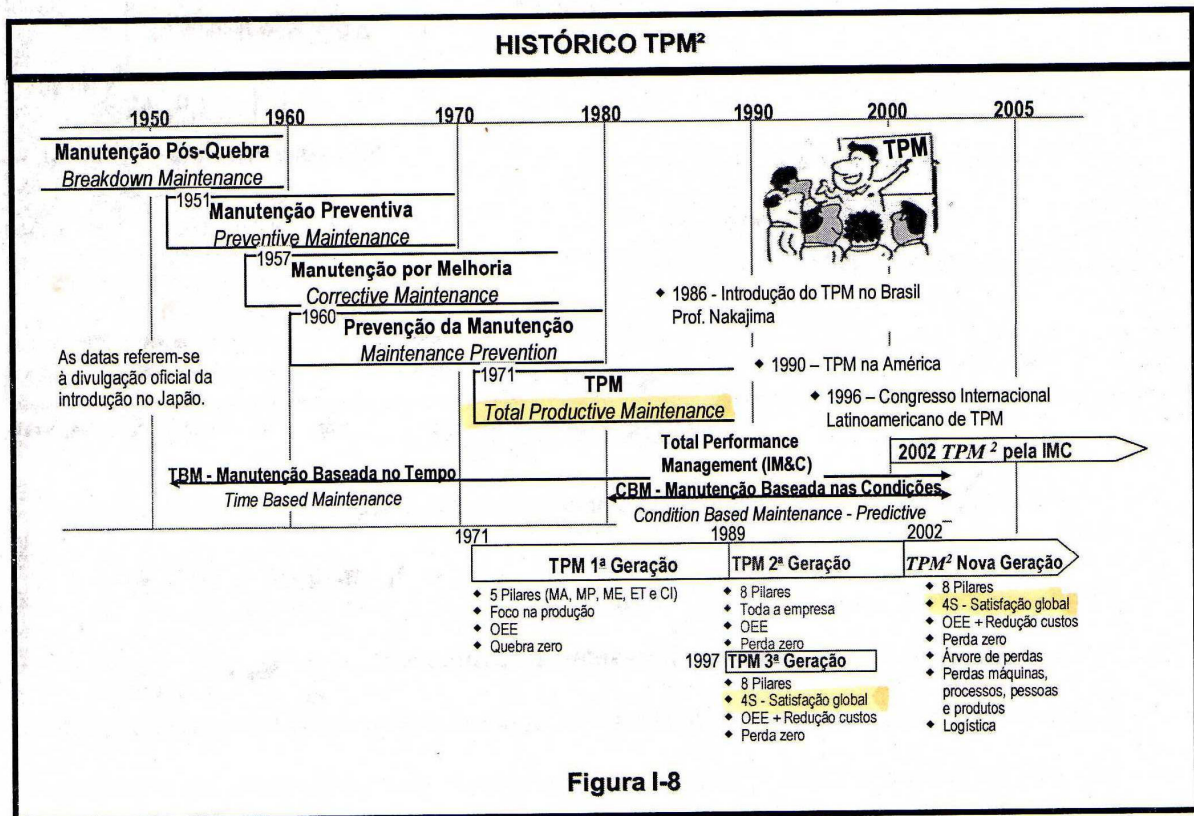 HISTÓRICO TPM²
1950 1960 1970 1980 1990 2000 2005
Manutenção Pós-Quebra
Breakdown Maintenance
1951
Manutenção Preventiva
Preventive Maintenance
1957
Manutenção por Melhoria
Corrective Maintenance
1960
Prevenção da Manutenção
Maintenance Prevention
1971
TPM
Total Productive Maintenance
As datas referem-se
à divulgação oficial da
introdução no Japão.
TPM
◆ 1986 - Introdução do TPM no Brasil
Prof. Nakajima
◆ 1990 – TPM na América
◆ 1996 – Congresso Internacional
Latinoamericano de TPM
Total Performance
Management (IM&C)
2002 TPM ² pela IMC
TBM - Manutenção Baseada no Tempo
Time Based Maintenance
CBM - Manutenção Baseada nas Condições
Condition Based Maintenance - Predictive
1971 1989 2002
TPM 1ª Geração
◆ 5 Pilares (MA, MP, ME, ET e CI)
◆ Foco na produção
◆ OEE
◆ Quebra zero
TPM 2ª Geração
◆ 8 Pilares
◆ Toda a empresa
◆ OEE
◆ Perda zero
1997 TPM 3ª Geração
◆ 8 Pilares
◆ 4S - Satisfação global
◆ OEE + Redução custos
◆ Perda zero
TPM² Nova Geração
◆ 8 Pilares
◆ 4S - Satisfação global
◆ OEE + Redução custos
◆ Perda zero
◆ Árvore de perdas
◆ Perdas máquinas,
processos, pessoas
e produtos
◆ Logística
Figura I-8